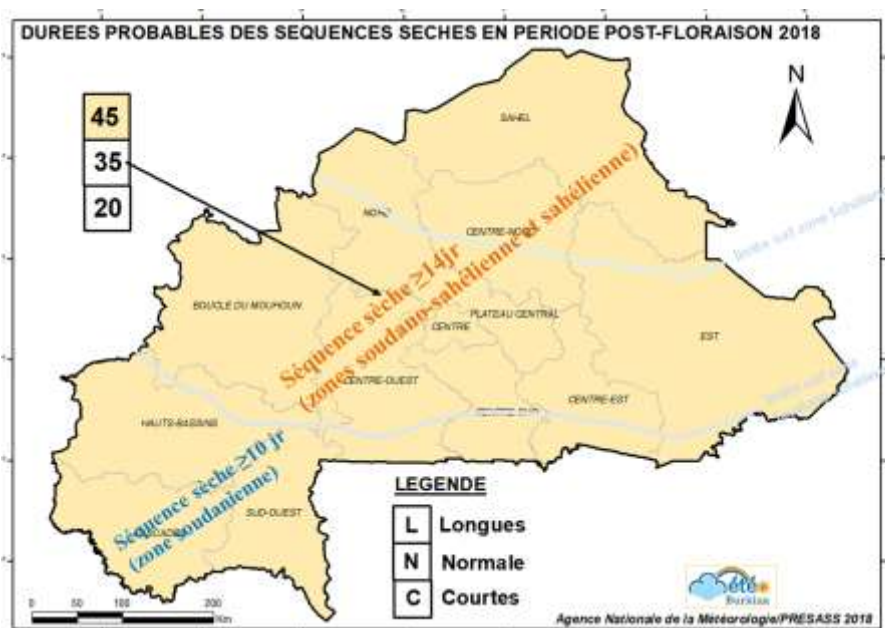 DUREES PROBABLES DES SEQUENCES SECHES EN PERIODE POST-FLORAISON 2018
N
45
35
20
SAHEL
NORD
CENTRE-NORD
BOUCLE DU MOUHOUN
PLATEAU CENTRAL
CENTRE
EST
CENTRE-OUEST
CENTRE-EST
HAUTS-BASSINS
SUD-OUEST
Séquence sèche ≥14jr
(zones soudano-sahélienne et sahélienne)
Séquence sèche ≥10 jr
(zone soudanienne)
LEGENDE
L Longues
N Normale
C Courtes
0 50 100 200
Km
été
Burkina
Agence Nationale de la Météorologie/PRESASS 2018